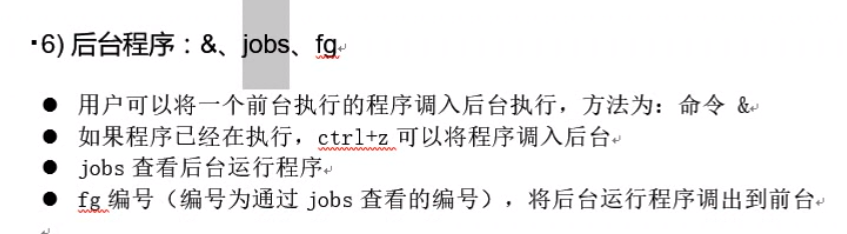 ·6) 后台程序：&、jobs、fg
● 用户可以将一个前台执行的程序调入后台执行，方法为：命令 &
● 如果程序已经在执行，ctrl+z 可以将程序调入后台
● jobs 查看后台运行程序
● fg 编号（编号为通过 jobs 查看的编号），将后台运行程序调出到前台